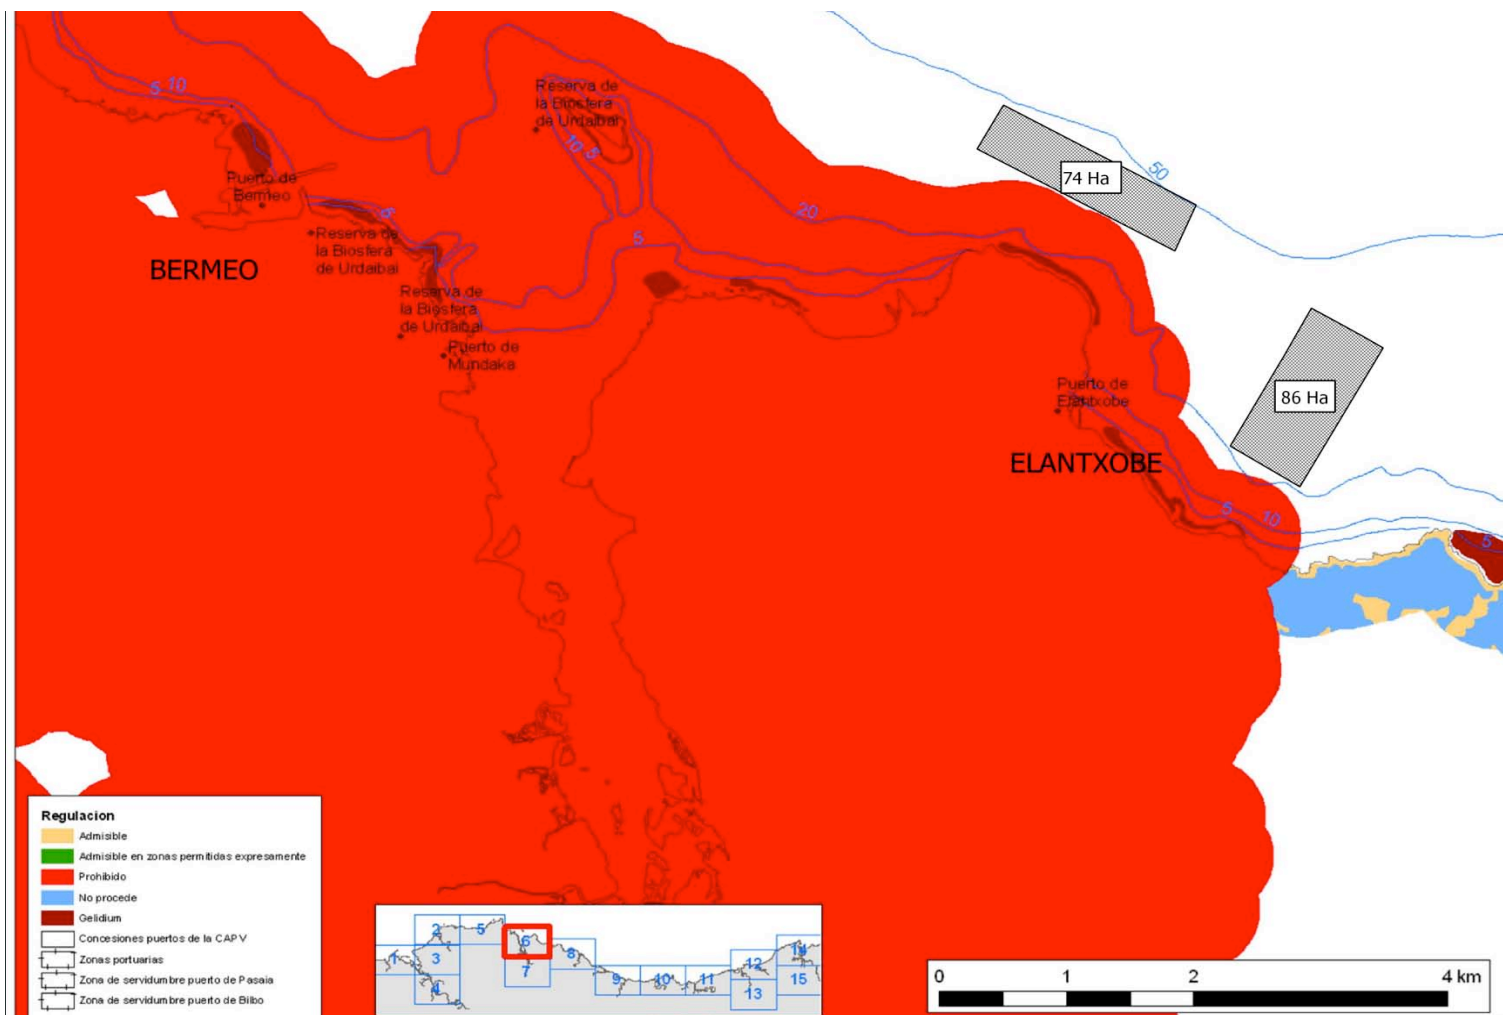 5
10
Reserva de
la Biosfera
de Urdaibai
10
5
Puerto de
Bermeo
5
Reserva de
la Biosfera
de Urdaibai
BERMEO
Reserva de
la Biosfera
de Urdaibai
Puerto de
Mundaka
5
20
74 Ha
50
86 Ha
Puerto de
Elantxobe
ELANTXOBE
5
10
5
Regulacion
Admisible
Admisible en zonas permitidas expresamente
Prohibido
No procede
Gelidium
Concesiones puertos de la CAPV
Zonas portuarias
Zona de servidumbre puerto de Pasaia
Zona de servidumbre puerto de Bilbo
1
2
3
4
5
6
7
8
9
10
11
12
13
14
15
0 1 2 4 km